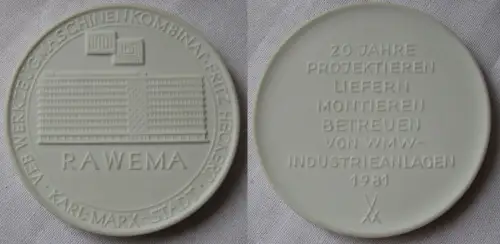 VEB WERKZEUGMASCHINENKOMBINAT "FRITZ HECKERT"
KARL-MARX-STADT
RAWEMA
20 JAHRE
PROJEKTIEREN
LIEFERN
MONTIEREN
BETREUEN
VON WMW-
INDUSTRIEANLAGEN
1981